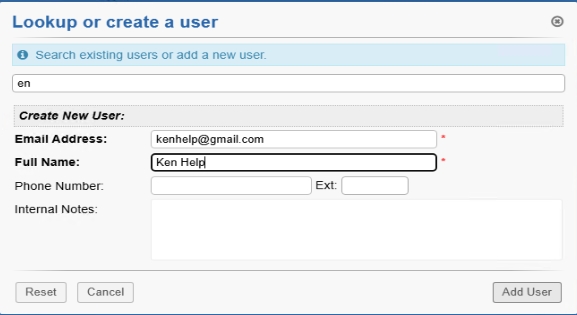 Lookup or create a user
Search existing users or add a new user.
en
Create New User:
Email Address: kenhelp@gmail.com *
Full Name: Ken Help *
Phone Number: Ext:
Internal Notes:
Reset Cancel Add User